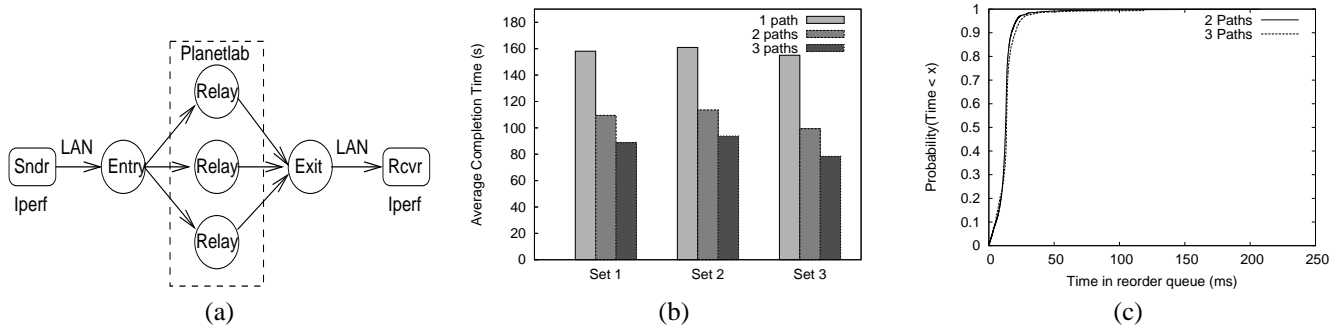 Planetlab
Relay
LAN
LAN
Sndr
Entry
Relay
Exit
Rcvr
Iperf
Iperf
Relay
(a)
Average Completion Time (s)
180
160
140
120
100
80
60
40
20
0
1 path
2 paths
3 paths
Set 1
Set 2
Set 3
(b)
Probability(Time < x)
1
0.9
0.8
0.7
0.6
0.5
0.4
0.3
0.2
0.1
0
2 Paths
3 Paths
0
50
100
150
200
250
Time in reorder queue (ms)
(c)